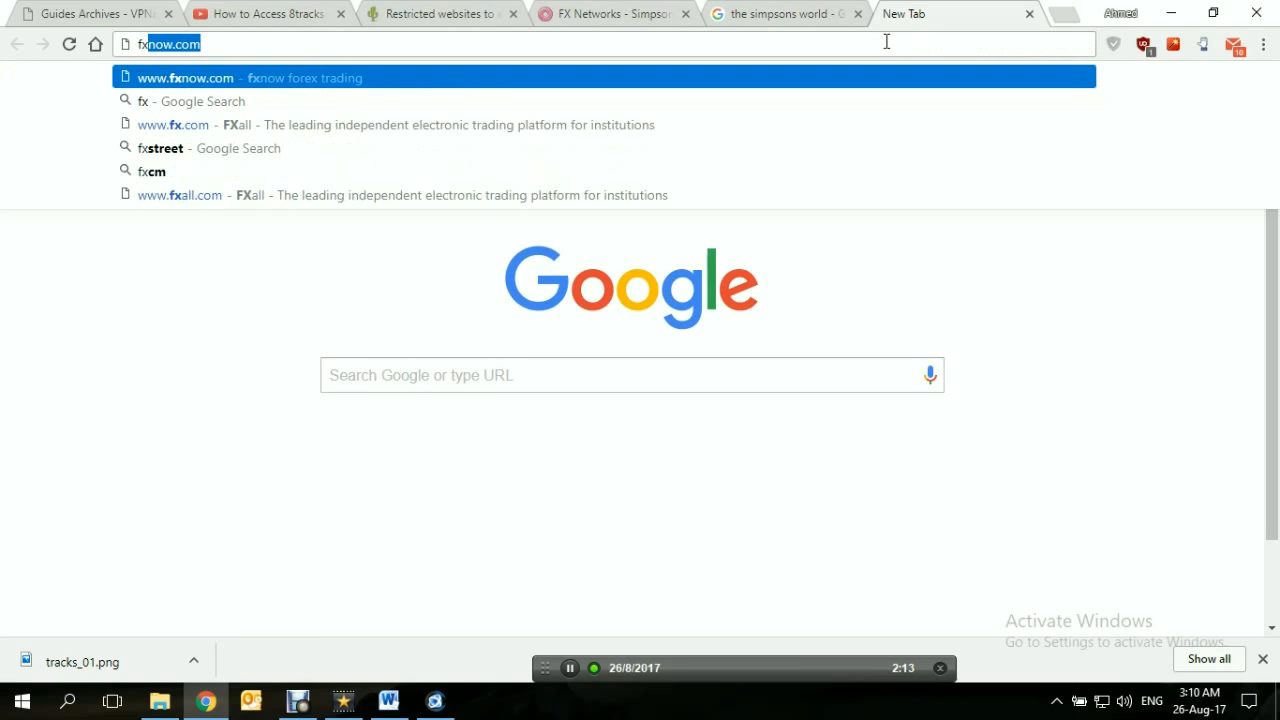 Guides Archives - VPN
How to Access 8tracks
Restricted websites to
FX Networks - Simpso
the simpsons world - G
New Tab
Ahmed
fxnow.com
www.fxnow.com - fxnow forex trading
fx - Google Search
www.fx.com - FXall - The leading independent electronic trading platform for institutions
fxstreet - Google Search
fxcm
www.fxall.com - FXall - The leading independent electronic trading platform for institutions
Google
Search Google or type URL
Activate Windows
Go to Settings to activate Windows.
tracks_01.png
Show all
26/8/2017
2:13
ENG
3:10 AM
26-Aug-17